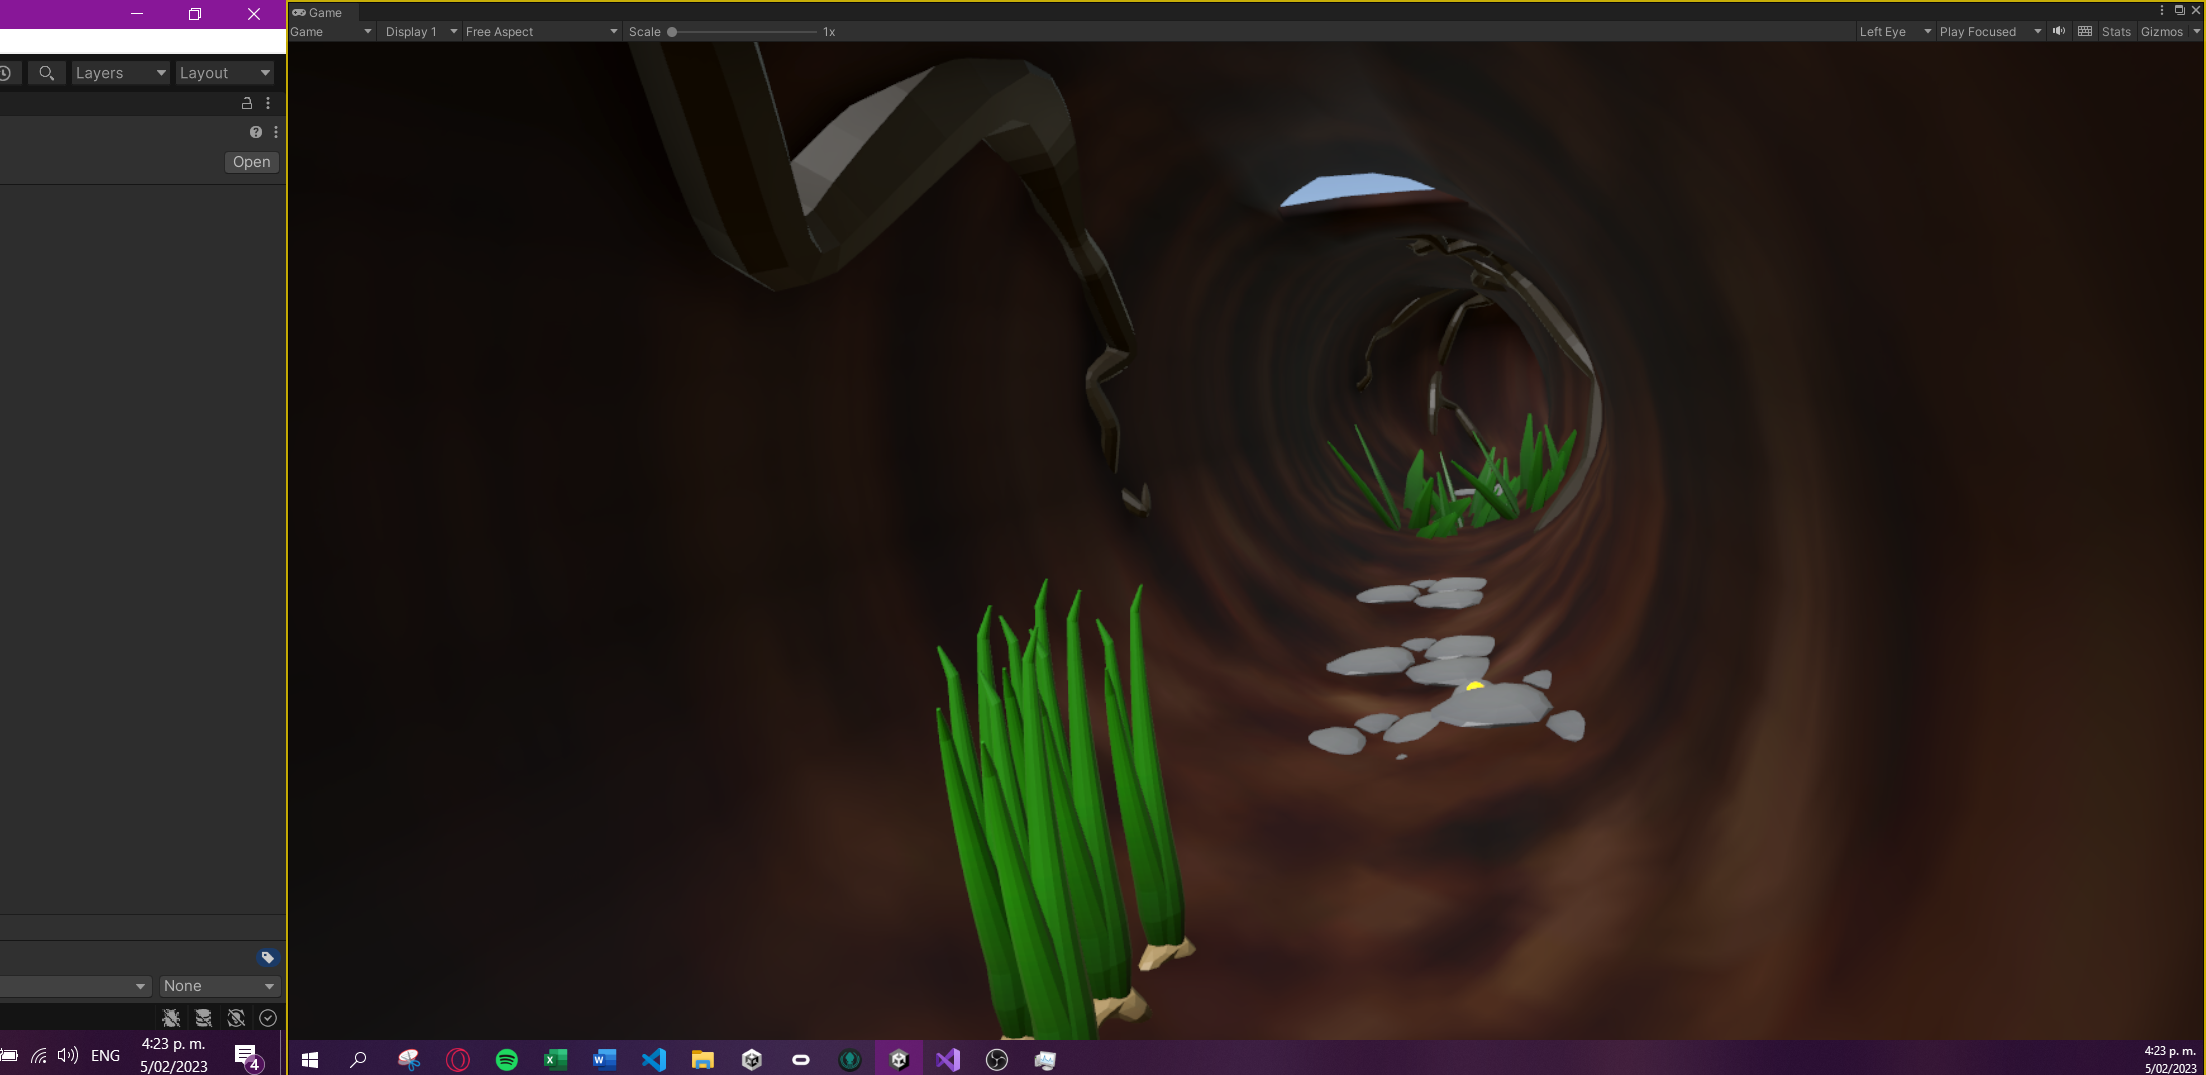 Game
Game Display 1 Free Aspect Scale 1x Left Eye Play Focused Stats Gizmos
Layers Layout
Open
None
4:23 p. m.
ENG
5/02/2023
4
4:23 p. m.
5/02/2023